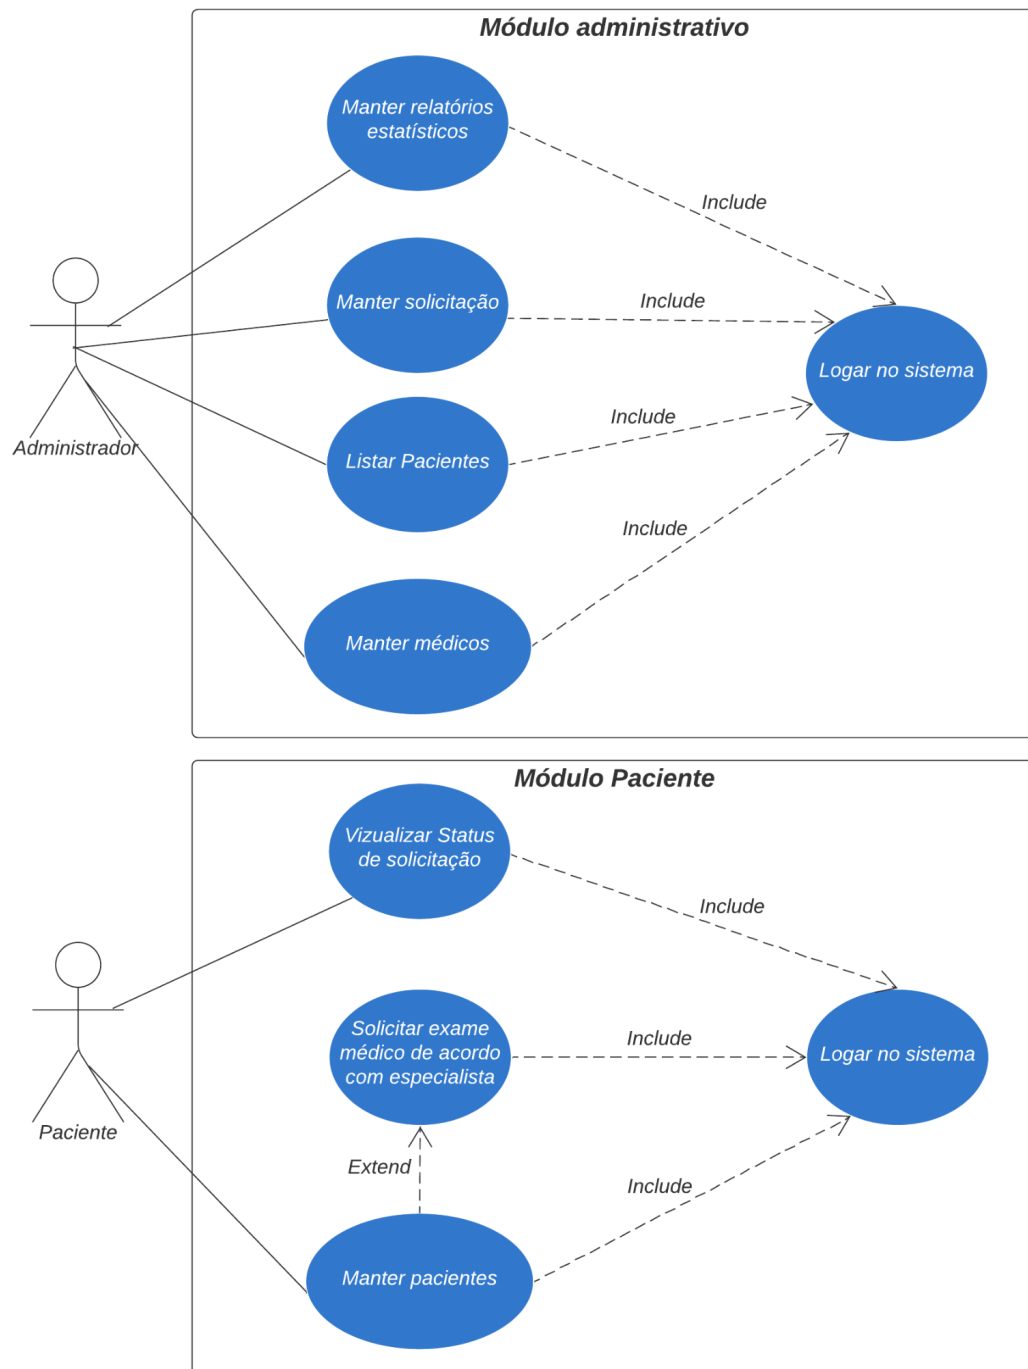 Módulo administrativo
Manter relatórios
estatísticos
Include
Manter solicitação
Include
Logar no sistema
Include
Administrador
Listar Pacientes
Include
Manter médicos
Módulo Paciente
Vizualizar Status
de solicitação
Include
Solicitar exame
médico de acordo
com especialista
Include
Logar no sistema
Paciente
Extend
Include
Manter pacientes